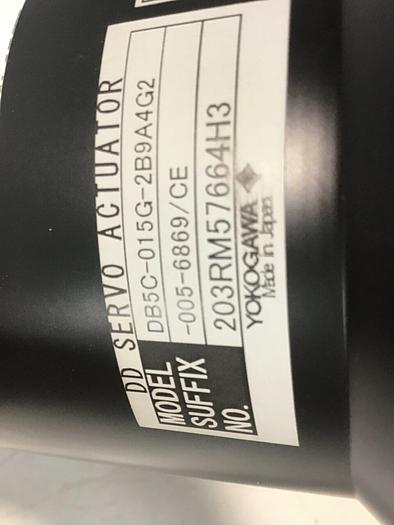 DD SERVO ACTUATOR
MODEL DB5C-015G-2B9A4G2
SUFFIX -005-6869/CE
NO. 203RM57664H3
YOKOGAWA
Made in Japan